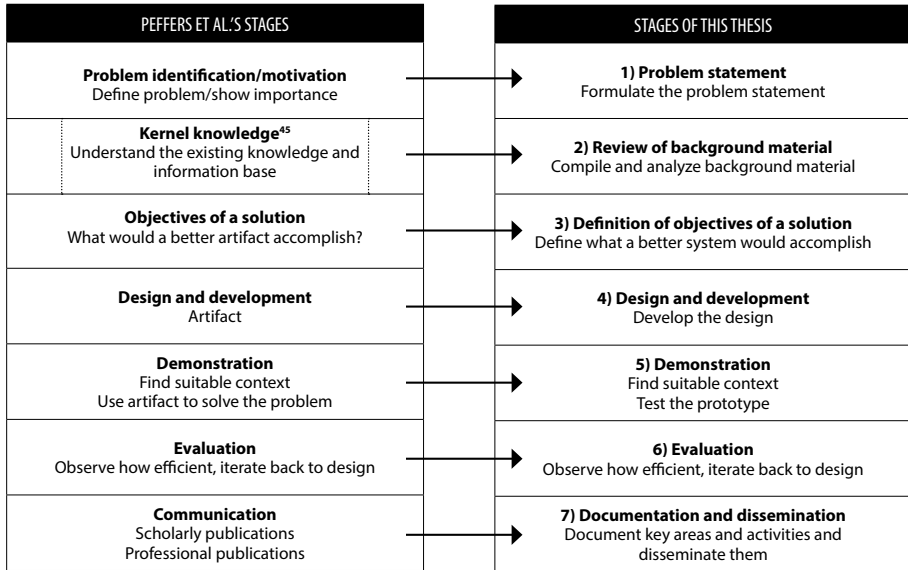 PEFFERS ET AL.'S STAGES
Problem identification/motivation
Define problem/show importance
Kernel knowledge⁴⁵
Understand the existing knowledge and
information base
Objectives of a solution
What would a better artifact accomplish?
Design and development
Artifact
Demonstration
Find suitable context
Use artifact to solve the problem
Evaluation
Observe how efficient, iterate back to design
Communication
Scholarly publications
Professional publications
STAGES OF THIS THESIS
1) Problem statement
Formulate the problem statement
2) Review of background material
Compile and analyze background material
3) Definition of objectives of a solution
Define what a better system would accomplish
4) Design and development
Develop the design
5) Demonstration
Find suitable context
Test the prototype
6) Evaluation
Observe how efficient, iterate back to design
7) Documentation and dissemination
Document key areas and activities and
disseminate them